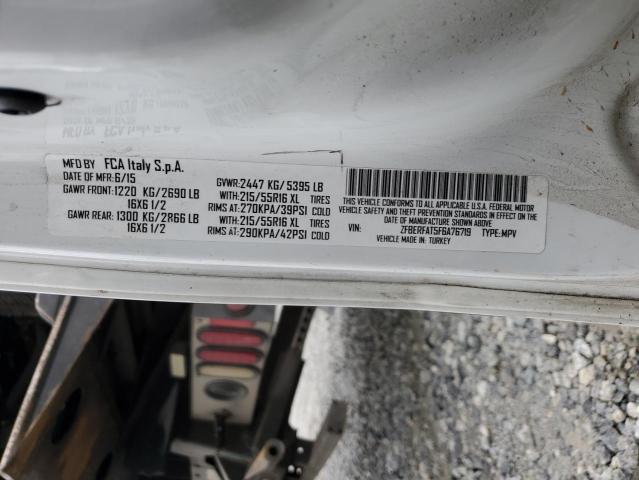 MFD BY FCA Italy S.p.A.
DATE OF MFR:6/15
GAWR FRONT:1220 KG/2690 LB
16X6 1/2
GAWR REAR: 1300 KG/2866 LB
16X6 1/2
GVWR:2447 KG/ 5395 LB
WITH:215/55R16 XL TIRES
RIMS AT:270KPA/39PSI COLD
WITH:215/55R16 XL TIRES
RIMS AT:290KPA/42PSI COLD
THIS VEHICLE CONFORMS TO ALL APPLICABLE U.S.A. FEDERAL MOTOR
VEHICLE SAFETY AND THEFT PREVENTION STANDARDS IN EFFECT ON THE
DATE OF MANUFACTURE SHOWN ABOVE.
VIN: ZFBERFAT5F6A76719 TYPE:MPV
VEHICLE MADE IN: TURKEY